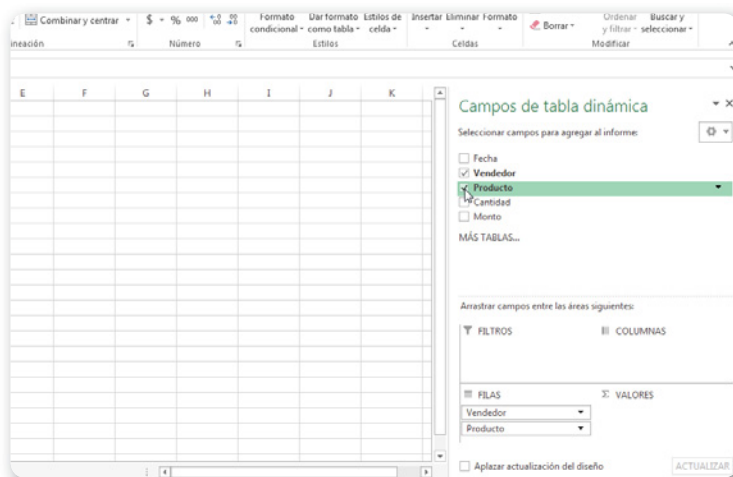 Combinar y centrar
$ % 000
Formato condicional
Dar formato como tabla
Estilos de celda
Insertar Eliminar Formato
Borrar
Ordenar y filtrar
Buscar y seleccionar
ineación
Número
Estilos
Celdas
Modificar
E F G H I J K
Campos de tabla dinámica
Seleccionar campos para agregar al informe:
Fecha
Vendedor
Producto
Cantidad
Monto
MÁS TABLAS...
Arrastrar campos entre las áreas siguientes:
FILTROS
COLUMNAS
FILAS
Σ VALORES
Vendedor
Producto
Aplazar actualización del diseño
ACTUALIZAR